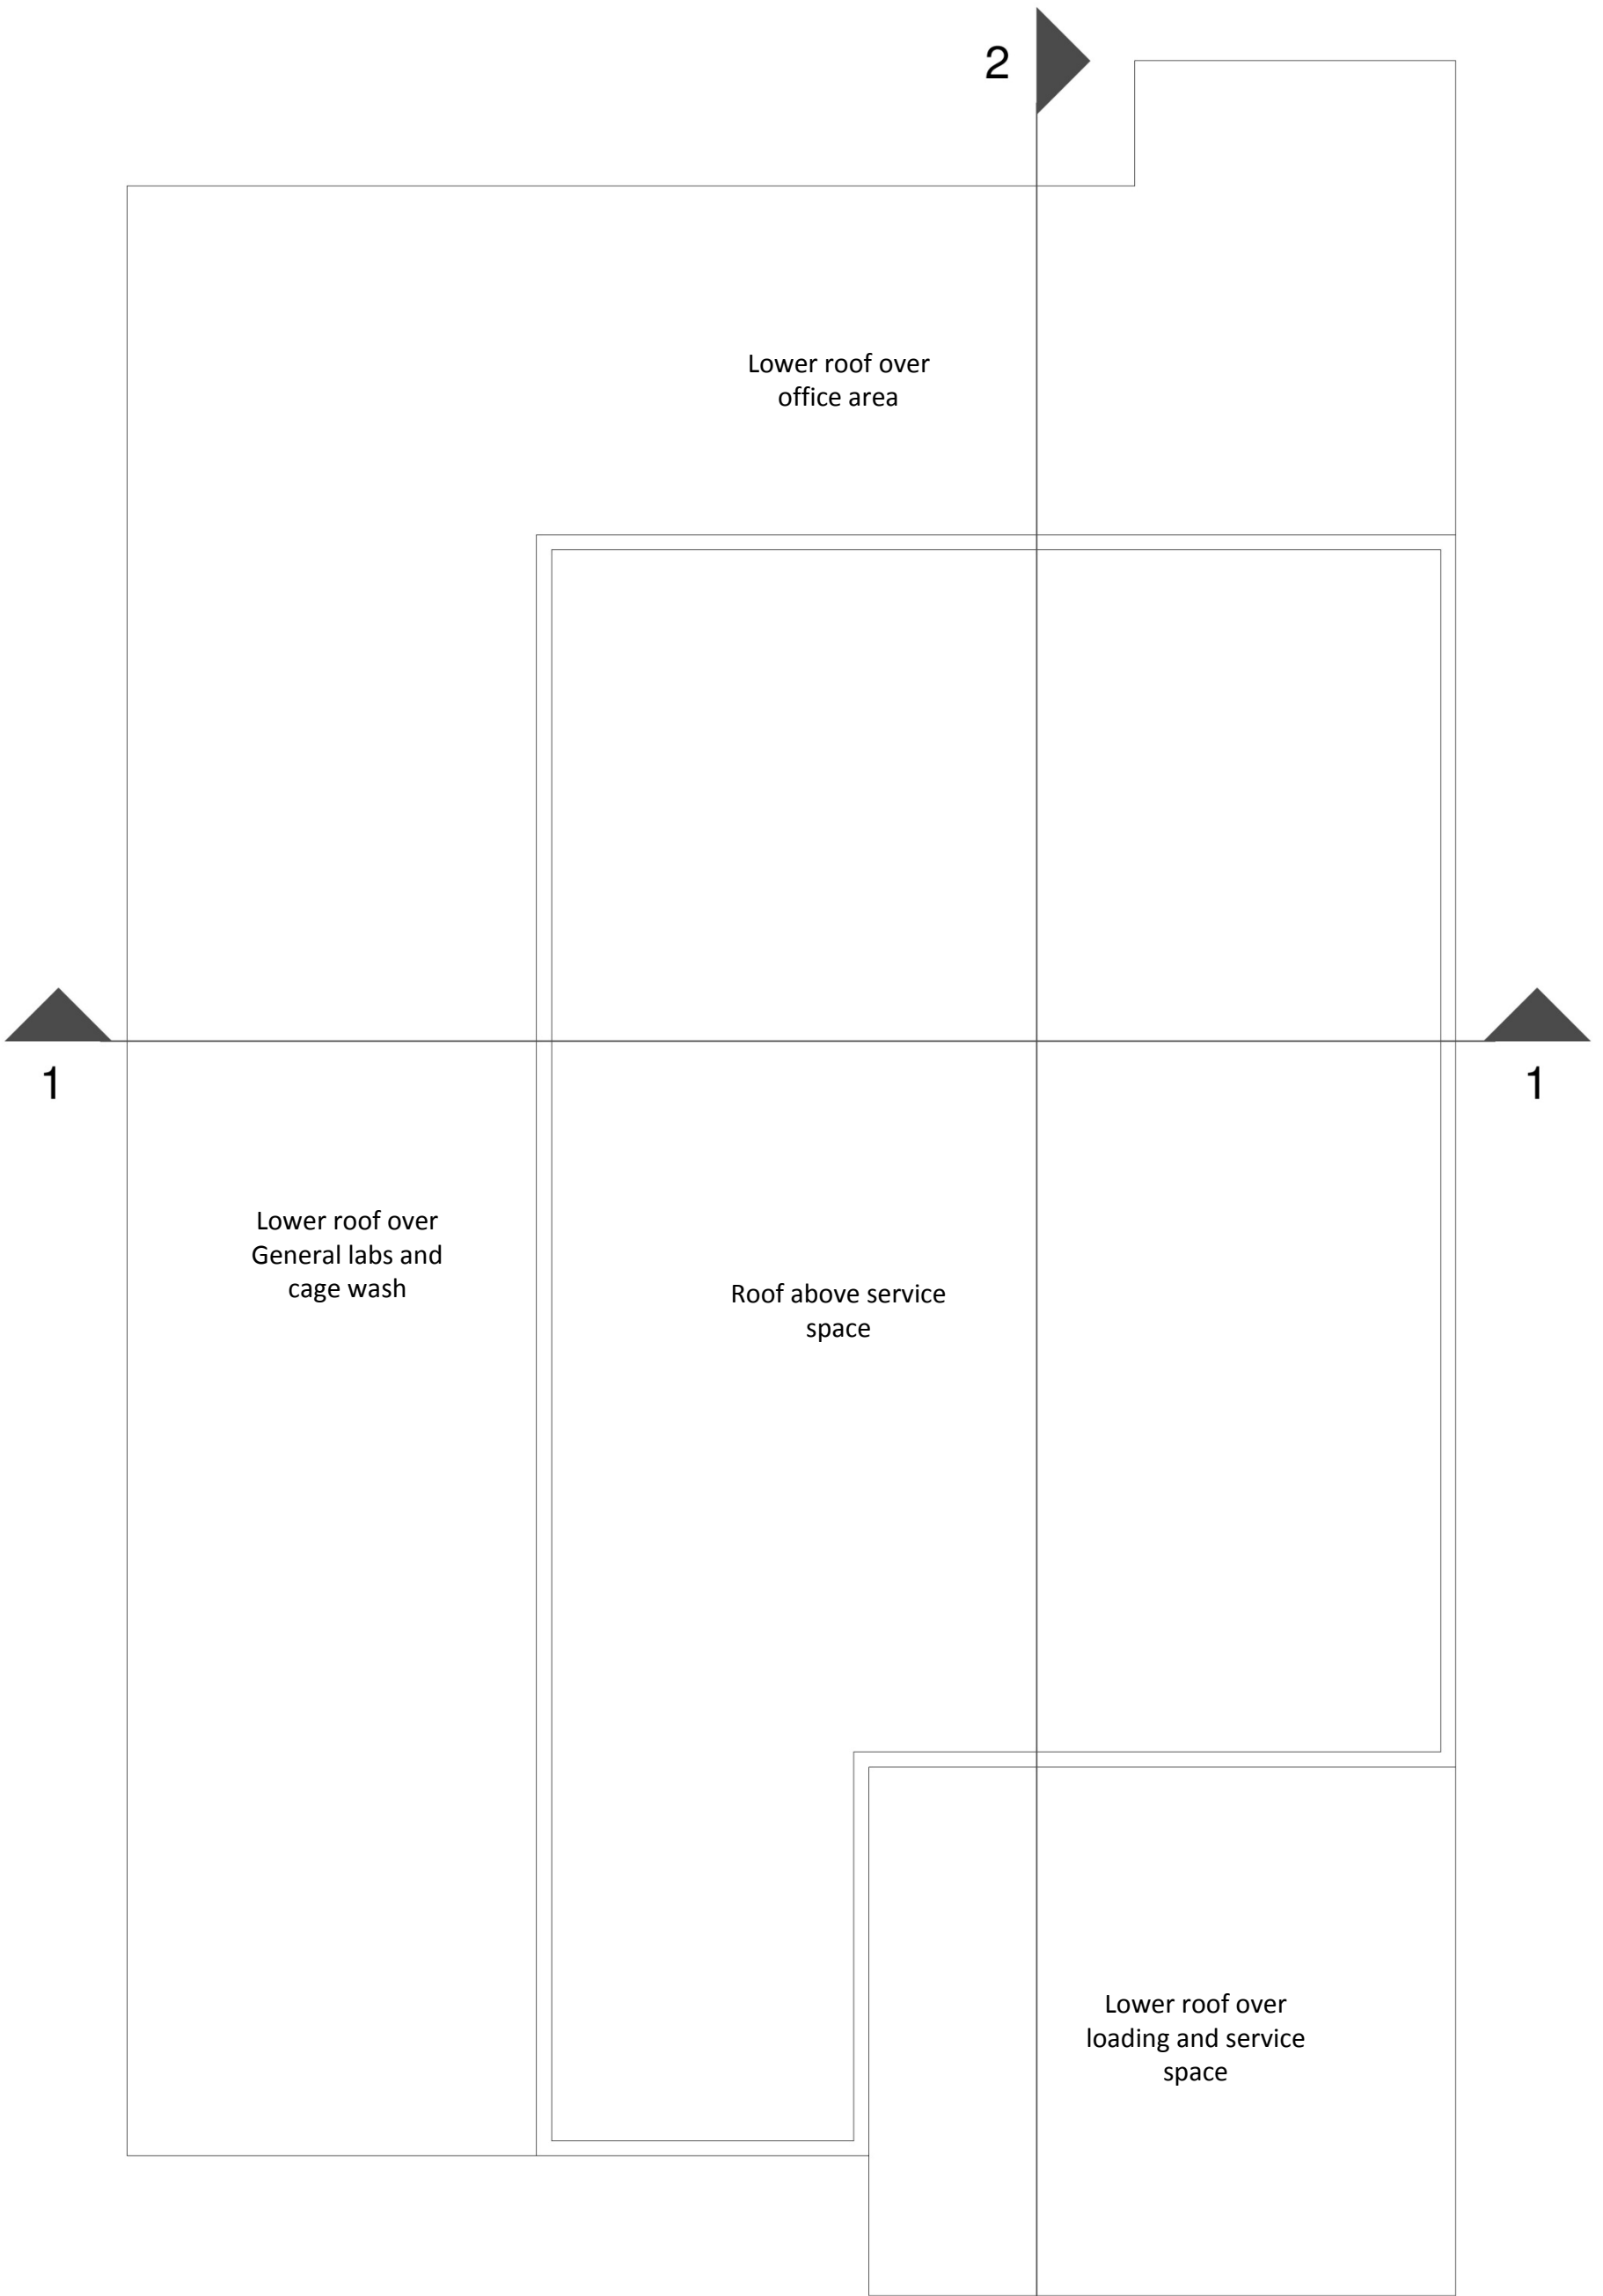 2
Lower roof over
office area
1
1
Lower roof over
General labs and
cage wash
Roof above service
space
Lower roof over
loading and service
space